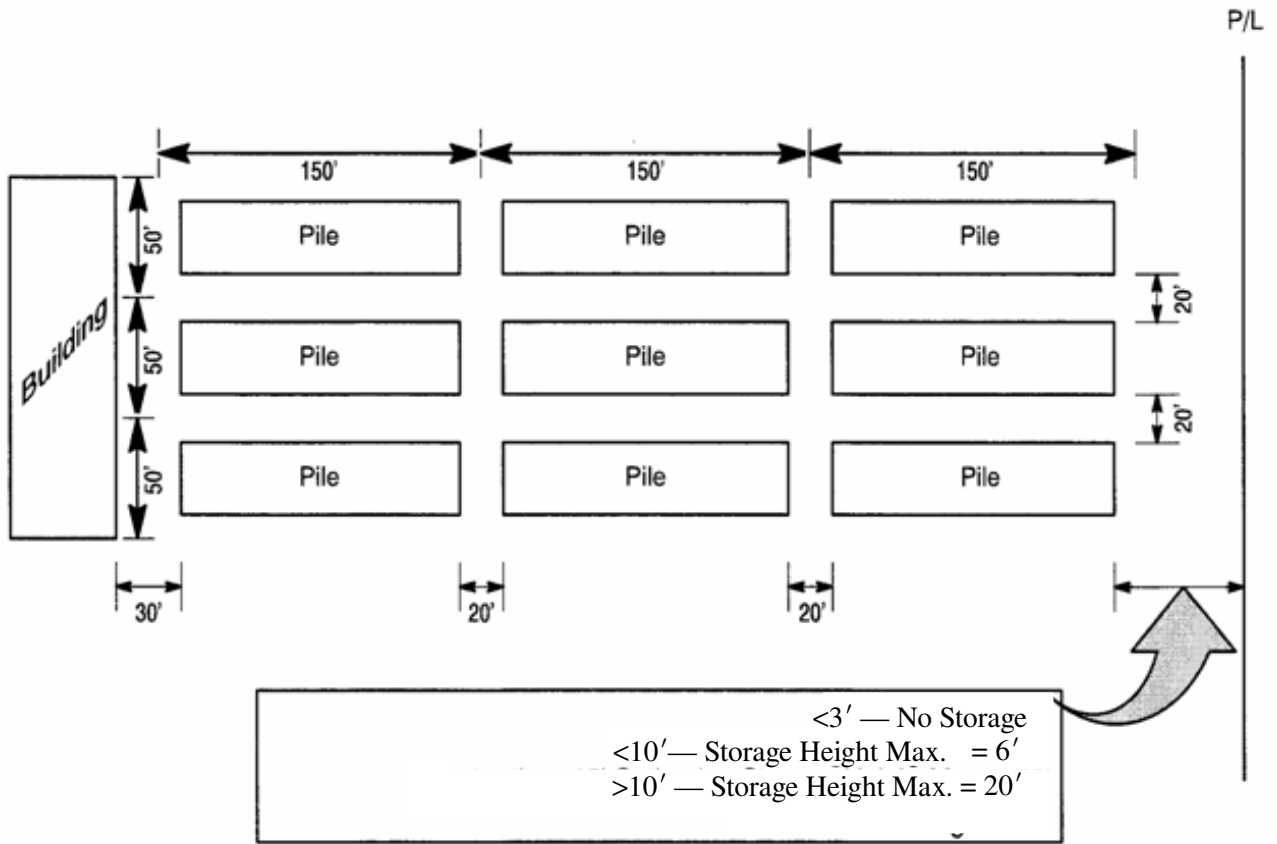 P/L
150′ 150′ 150′
50′ Pile Pile Pile
20′
Building
50′ Pile Pile Pile
20′
50′ Pile Pile Pile
30′ 20′ 20′
<3′ — No Storage
<10′— Storage Height Max. = 6′
>10′ — Storage Height Max. = 20′